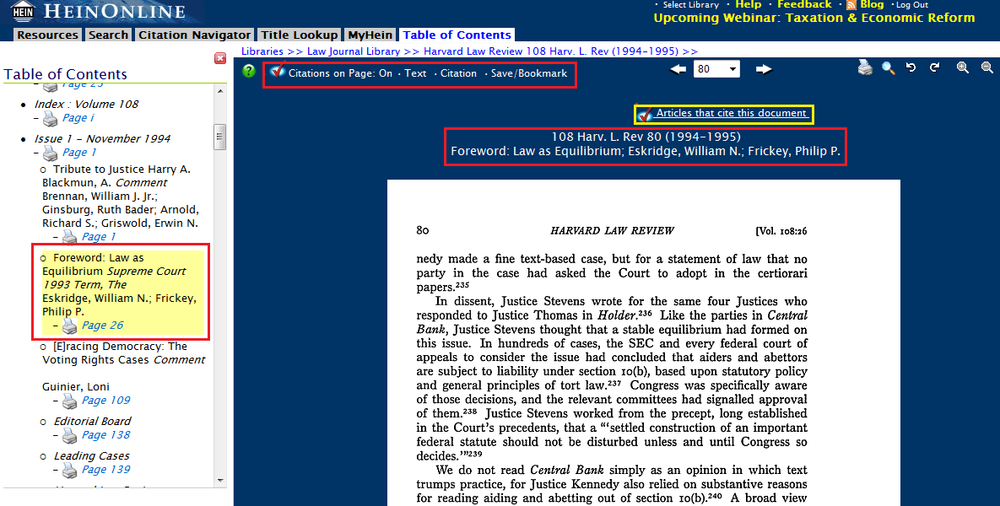 HEIN HEINONLINE
· Select Library · Help · Feedback · Blog · Log Out
Upcoming Webinar: Taxation & Economic Reform
Resources Search Citation Navigator Title Lookup MyHein Table of Contents
Libraries >> Law Journal Library >> Harvard Law Review 108 Harv. L. Rev (1994-1995) >>
Table of Contents
– Page 25
• Index : Volume 108
– Page i
• Issue 1 - November 1994
– Page 1
o Tribute to Justice Harry A.
Blackmun, A. Comment
Brennan, William J. Jr.;
Ginsburg, Ruth Bader; Arnold,
Richard S.; Griswold, Erwin N.
– Page 1
o Foreword: Law as
Equilibrium Supreme Court
1993 Term, The
Eskridge, William N.; Frickey,
Philip P.
– Page 26
o [E]racing Democracy: The
Voting Rights Cases Comment
Guinier, Loni
– Page 109
o Editorial Board
– Page 138
o Leading Cases
– Page 139
? Citations on Page: On · Text · Citation · Save/Bookmark
80
Articles that cite this document
108 Harv. L. Rev 80 (1994-1995)
Foreword: Law as Equilibrium; Eskridge, William N.; Frickey, Philip P.
80 HARVARD LAW REVIEW [Vol. 108:26
nedy made a fine text-based case, but for a statement of law that no
party in the case had asked the Court to adopt in the certiorari
papers.235
In dissent, Justice Stevens wrote for the same four Justices who
responded to Justice Thomas in Holder.236 Like the parties in Central
Bank, Justice Stevens thought that a stable equilibrium had formed on
this issue. In hundreds of cases, the SEC and every federal court of
appeals to consider the issue had concluded that aiders and abettors
are subject to liability under section 10(b), based upon statutory policy
and general principles of tort law.237 Congress was specifically aware
of those decisions, and the relevant committees had signalled approval
of them.238 Justice Stevens worked from the precept, long established
in the Court's precedents, that a "'settled construction of an important
federal statute should not be disturbed unless and until Congress so
decides.'"239
We do not read Central Bank simply as an opinion in which text
trumps practice, for Justice Kennedy also relied on substantive reasons
for reading aiding and abetting out of section 10(b).240 A broad view